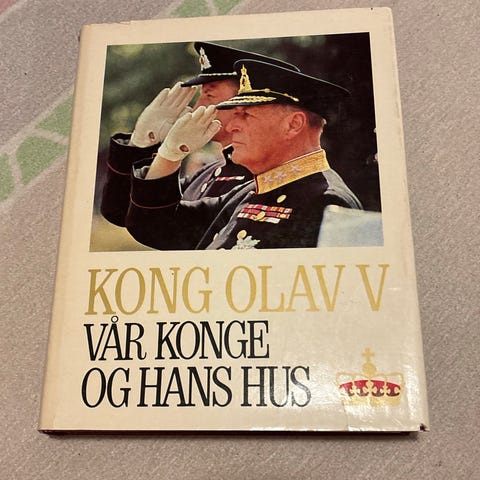 KONG OLAV V
VÅR KONGE
OG HANS HUS